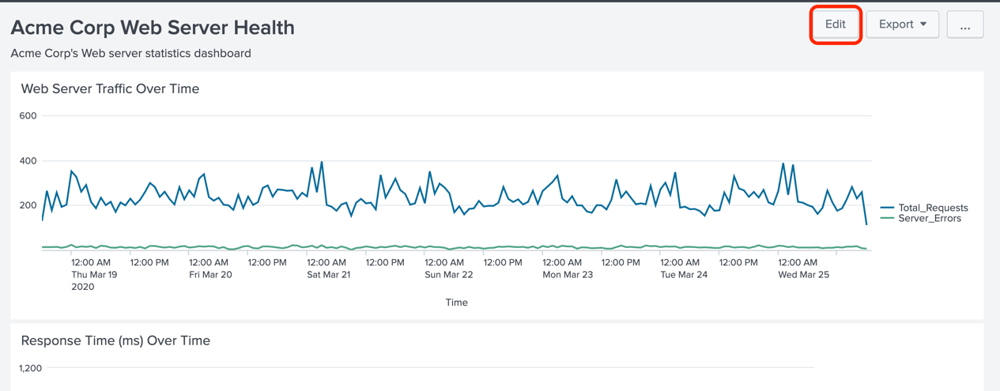 Acme Corp Web Server Health
Edit
Export
...
Acme Corp's Web server statistics dashboard
Web Server Traffic Over Time
600
400
200
Total_Requests
Server_Errors
12:00 AM 12:00 PM 12:00 AM 12:00 PM 12:00 AM 12:00 PM 12:00 AM 12:00 PM 12:00 AM 12:00 PM 12:00 AM 12:00 PM 12:00 AM
Thu Mar 19 Fri Mar 20 Sat Mar 21 Sun Mar 22 Mon Mar 23 Tue Mar 24 Wed Mar 25
2020
Time
Response Time (ms) Over Time
1,200